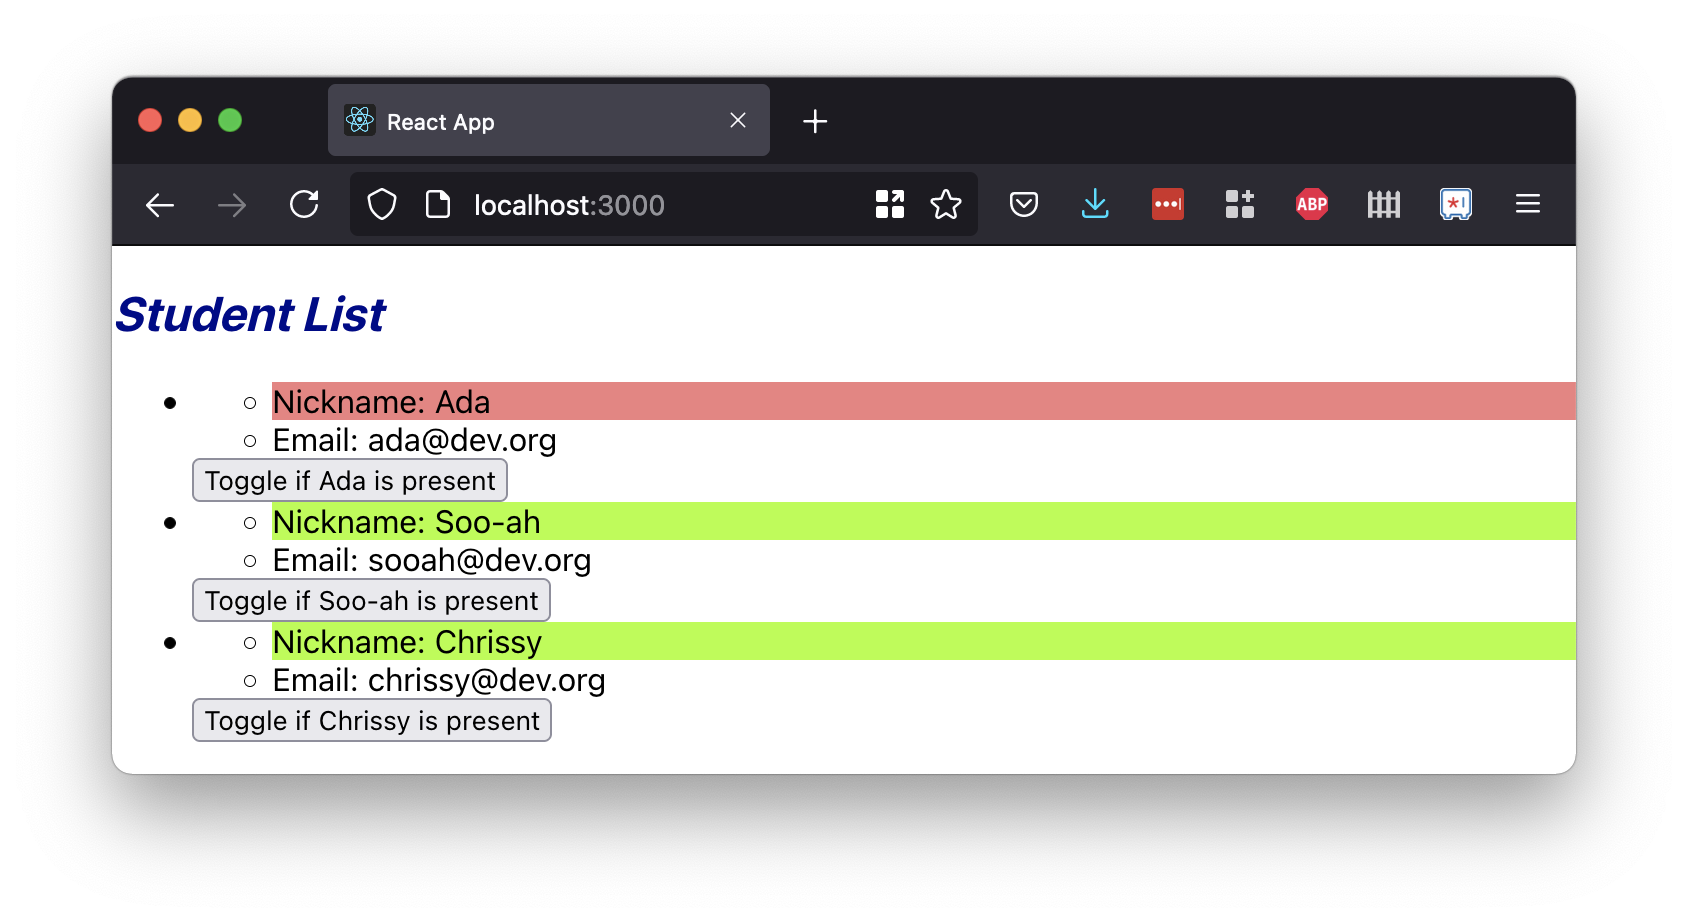 React App
localhost:3000
ABP
Student List
Nickname: Ada
Email: ada@dev.org
Toggle if Ada is present
Nickname: Soo-ah
Email: sooah@dev.org
Toggle if Soo-ah is present
Nickname: Chrissy
Email: chrissy@dev.org
Toggle if Chrissy is present